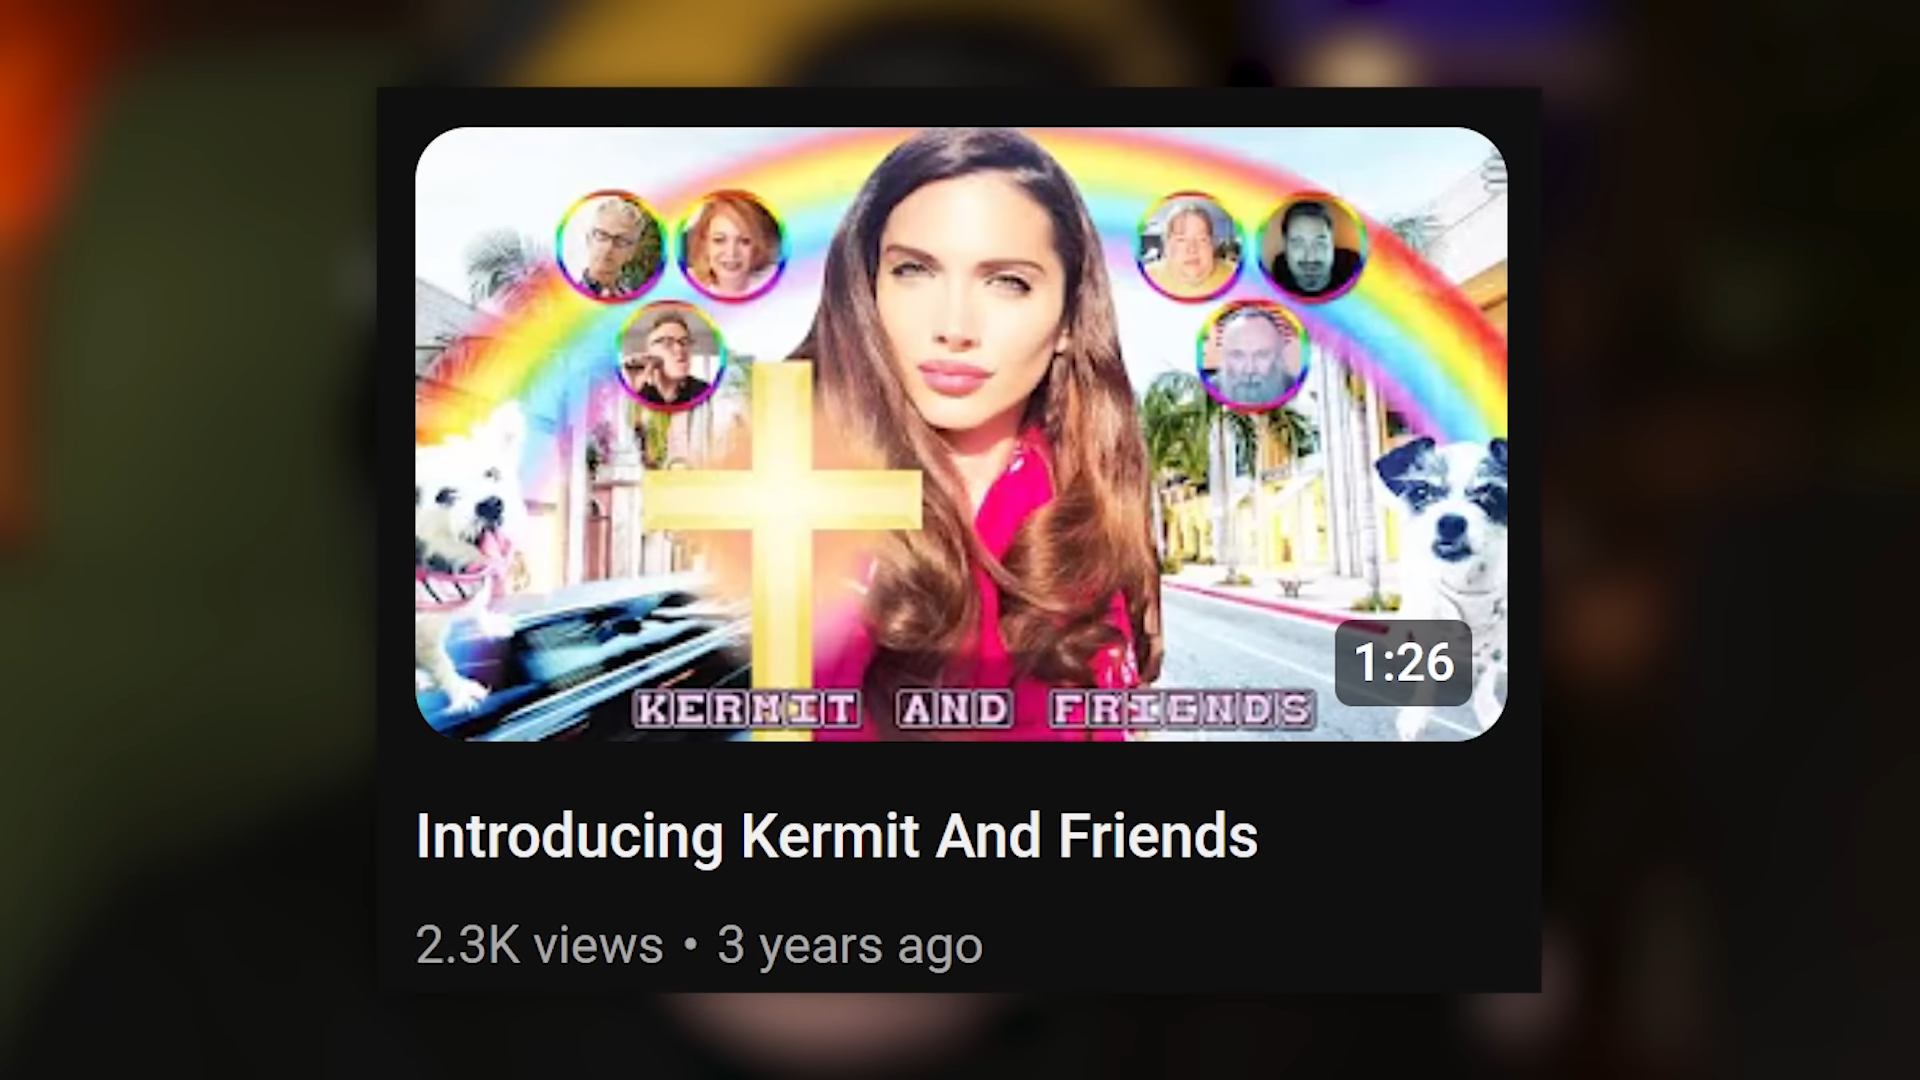 KERMIT AND FRIENDS
1:26
Introducing Kermit And Friends
2.3K views • 3 years ago